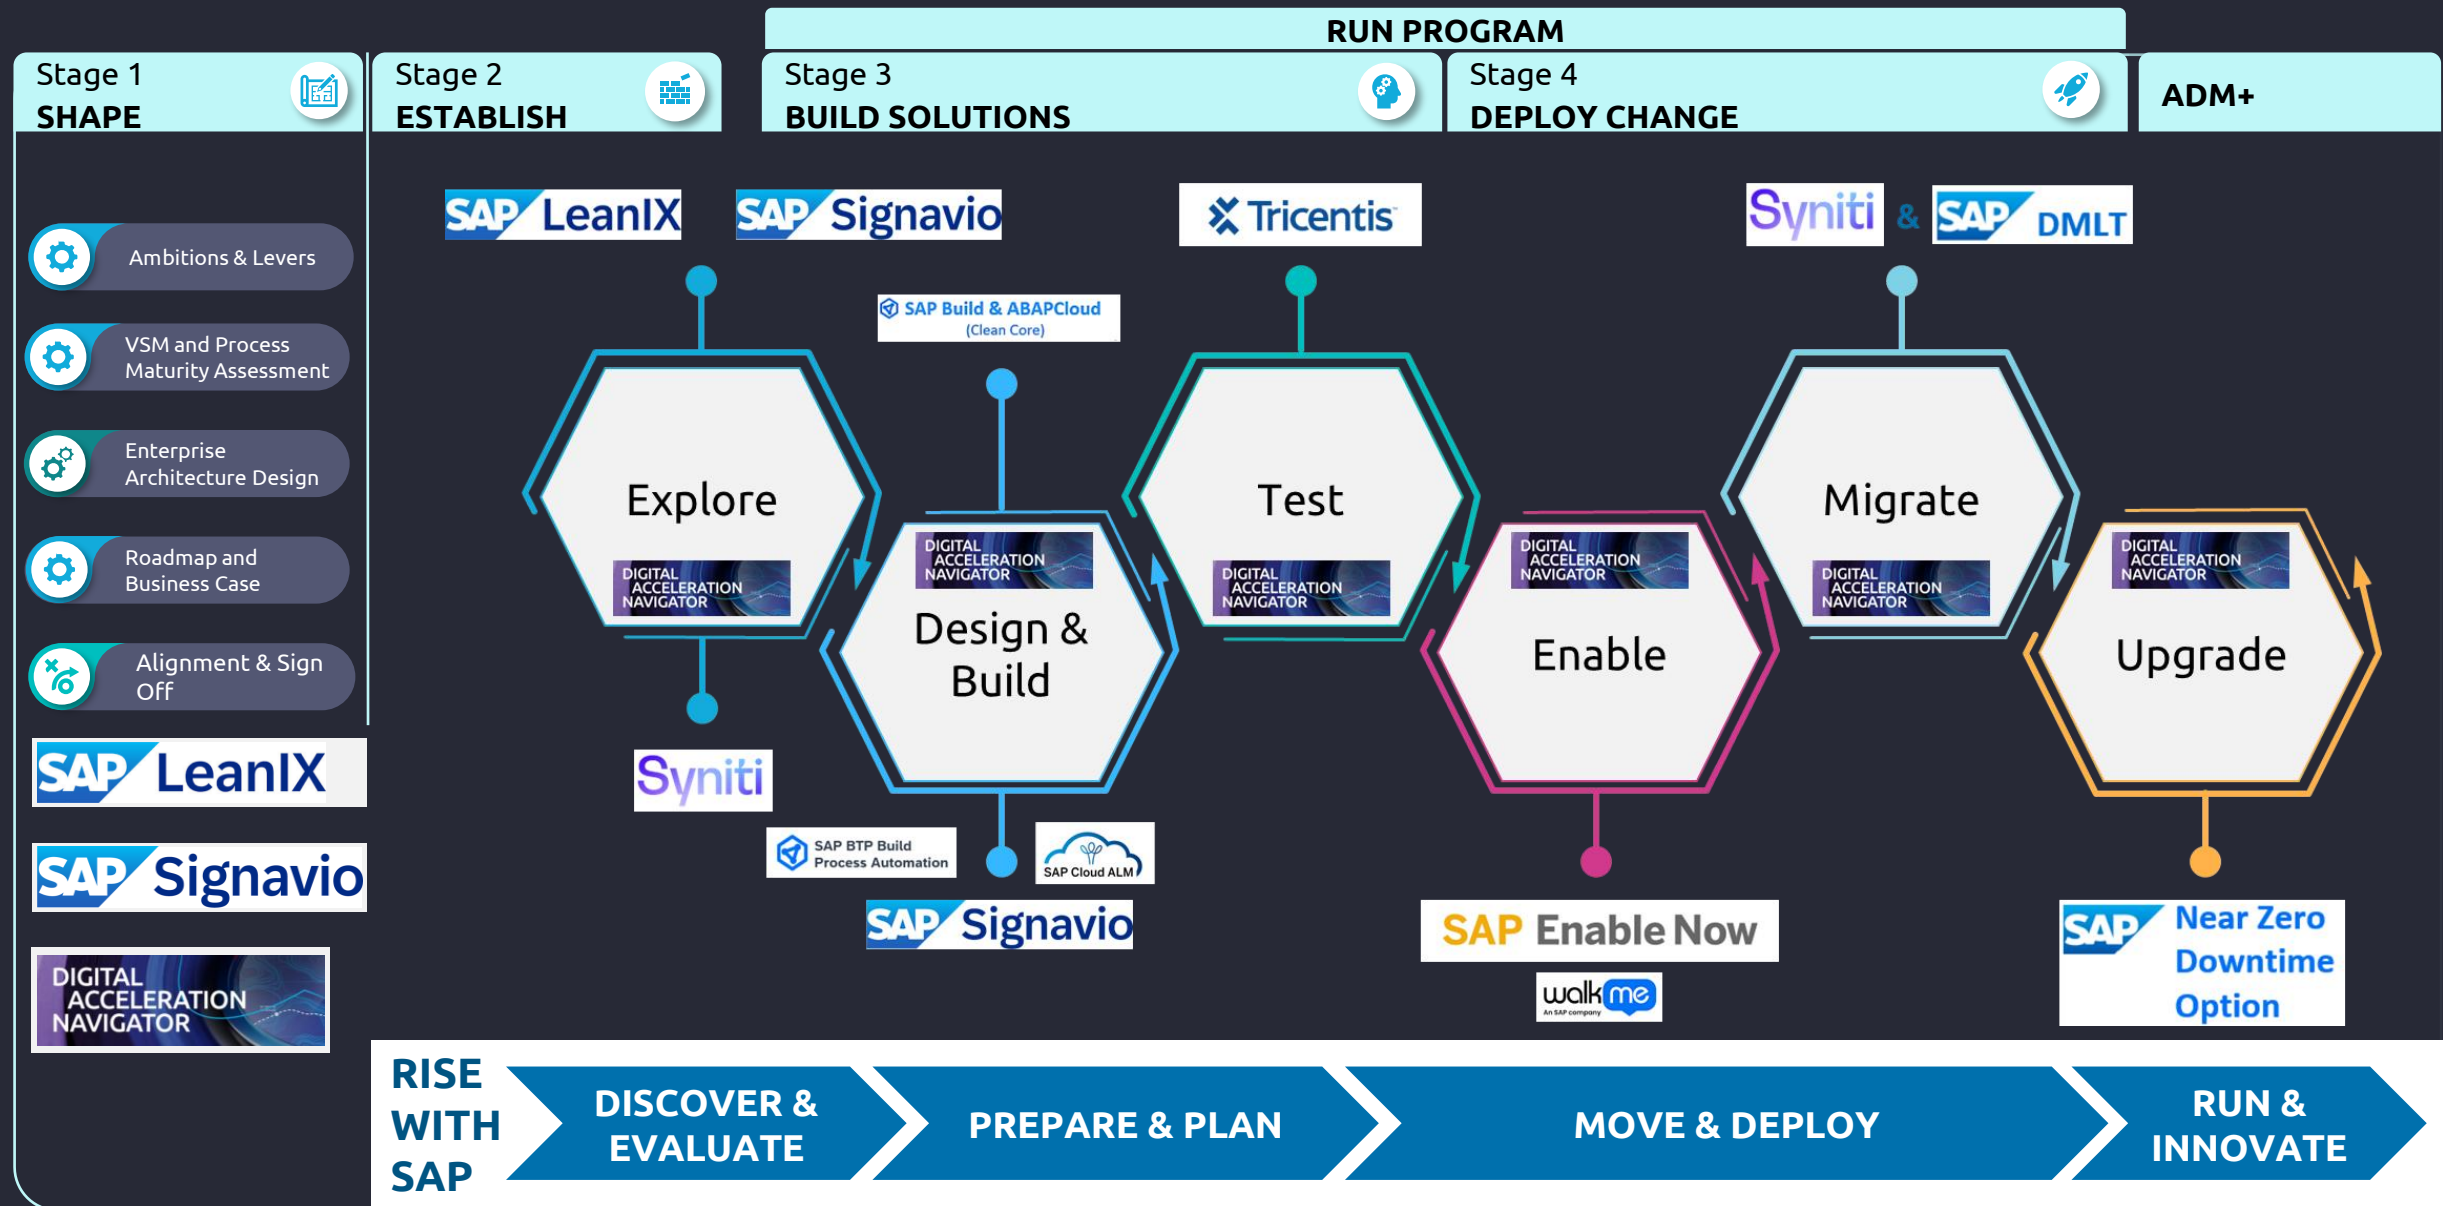 RUN PROGRAM
Stage 1
SHAPE
Stage 2
ESTABLISH
Stage 3
BUILD SOLUTIONS
Stage 4
DEPLOY CHANGE
ADM+
Ambitions & Levers
VSM and Process
Maturity Assessment
Enterprise
Architecture Design
Roadmap and
Business Case
Alignment & Sign
Off
SAP LeanIX
SAP Signavio
DIGITAL
ACCELERATION
NAVIGATOR
SAP LeanIX
SAP Signavio
Explore
DIGITAL
ACCELERATION
NAVIGATOR
Syniti
SAP Build & ABAPCloud
(Clean Core)
DIGITAL
ACCELERATION
NAVIGATOR
Design &
Build
SAP BTP Build
Process Automation
SAP Cloud ALM
SAP Signavio
Tricentis
Test
DIGITAL
ACCELERATION
NAVIGATOR
DIGITAL
ACCELERATION
NAVIGATOR
Enable
SAP Enable Now
walkme
An SAP company
Syniti & SAP DMLT
Migrate
DIGITAL
ACCELERATION
NAVIGATOR
DIGITAL
ACCELERATION
NAVIGATOR
Upgrade
SAP Near Zero
Downtime
Option
RISE
WITH
SAP
DISCOVER &
EVALUATE
PREPARE & PLAN
MOVE & DEPLOY
RUN &
INNOVATE